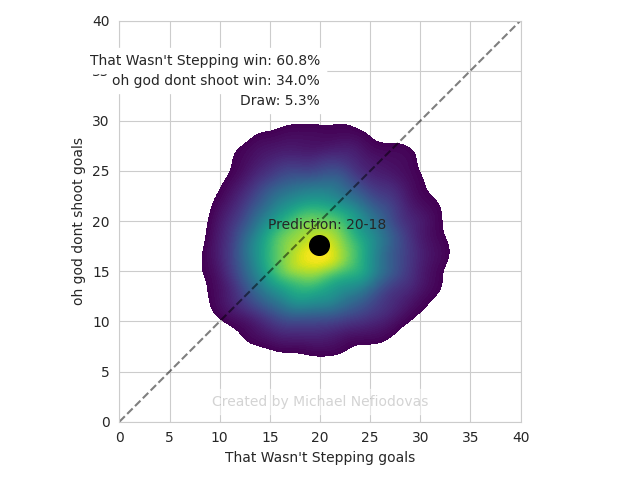 40
That Wasn't Stepping win: 60.8%
oh god dont shoot win: 34.0%
Draw: 5.3%
30
25
20
15
10
5
0
Prediction: 20-18
Created by Michael Nefiodovas
0 5 10 15 20 25 30 35 40
That Wasn't Stepping goals
oh god dont shoot goals